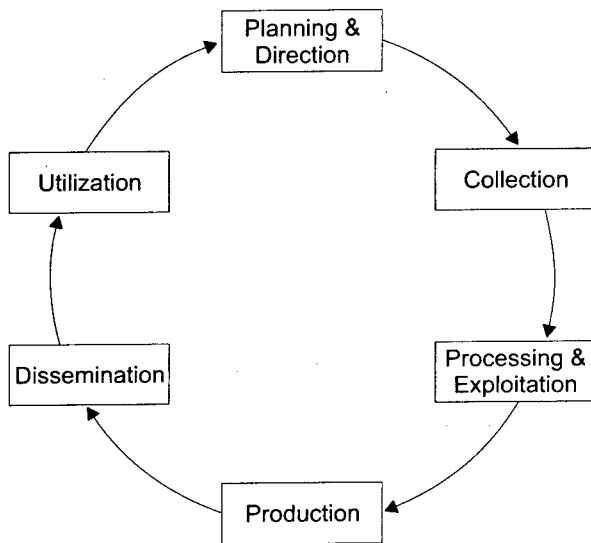 Planning &
Direction
Collection
Processing &
Exploitation
Production
Dissemination
Utilization